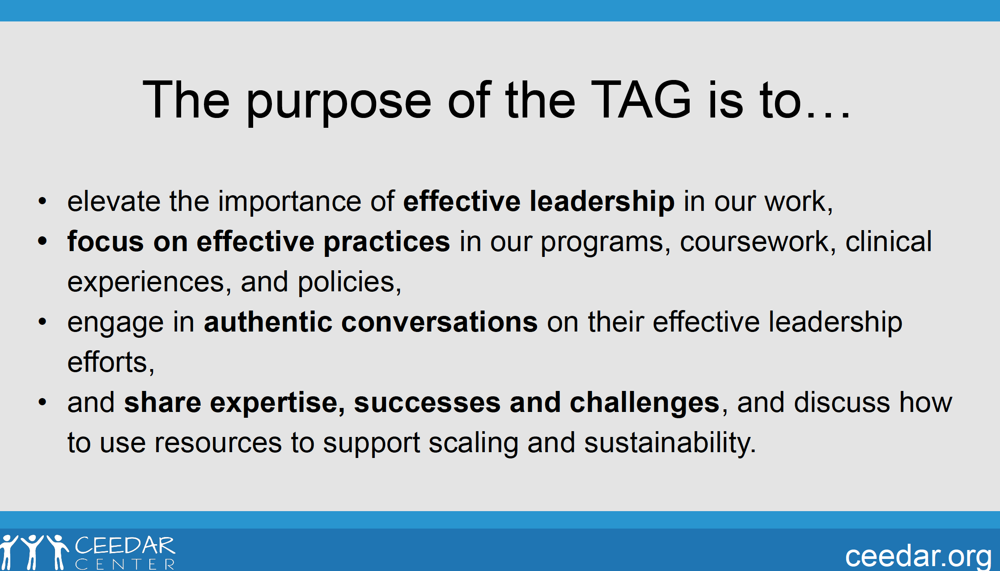 The purpose of the TAG is to…
• elevate the importance of effective leadership in our work,
• focus on effective practices in our programs, coursework, clinical
experiences, and policies,
• engage in authentic conversations on their effective leadership
efforts,
• and share expertise, successes and challenges, and discuss how
to use resources to support scaling and sustainability.
CEEDAR
CENTER
ceedar.org